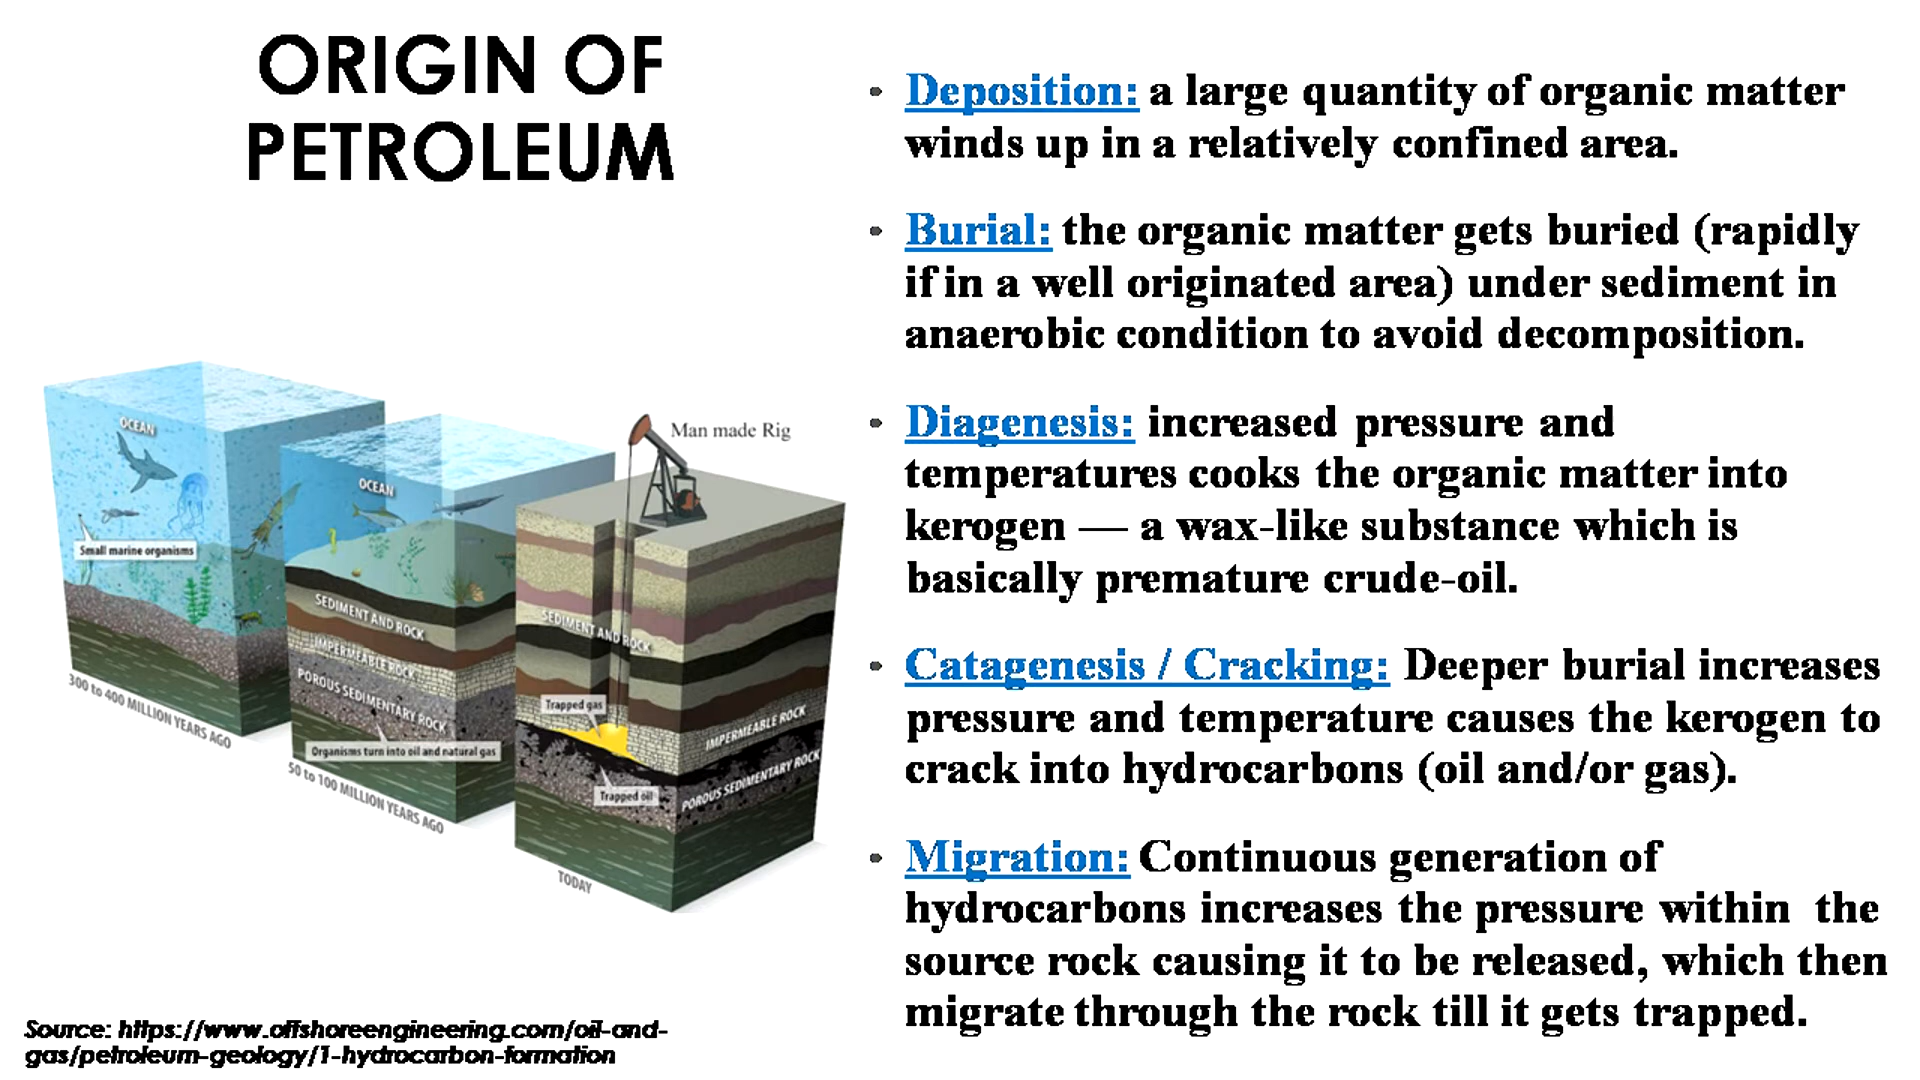 ORIGIN OF
PETROLEUM
• Deposition: a large quantity of organic matter
winds up in a relatively confined area.
• Burial: the organic matter gets buried (rapidly
if in a well originated area) under sediment in
anaerobic condition to avoid decomposition.
• Diagenesis: increased pressure and
temperatures cooks the organic matter into
kerogen — a wax-like substance which is
basically premature crude-oil.
• Catagenesis / Cracking: Deeper burial increases
pressure and temperature causes the kerogen to
crack into hydrocarbons (oil and/or gas).
• Migration: Continuous generation of
hydrocarbons increases the pressure within the
source rock causing it to be released, which then
migrate through the rock till it gets trapped.
OCEAN
Small marine organisms
300 to 400 MILLION YEARS AGO
OCEAN
SEDIMENT AND ROCK
IMPERMEABLE ROCK
POROUS SEDIMENTARY ROCK
Organisms turn into oil and natural gas
50 to 100 MILLION YEARS AGO
Man made Rig
SEDIMENT AND ROCK
Trapped gas
IMPERMEABLE ROCK
Trapped oil
POROUS SEDIMENTARY ROCK
TODAY
Source: https://www.offshoreengineering.com/oil-and-
gas/petroleum-geology/1-hydrocarbon-formation